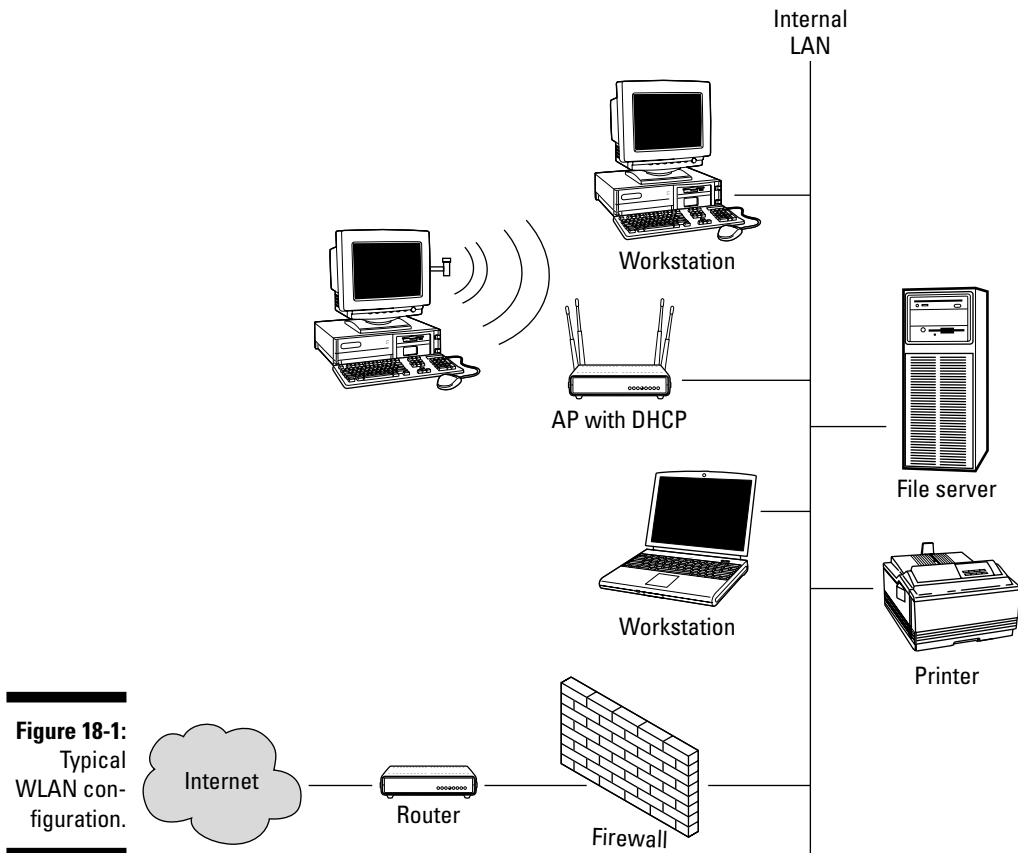 Internal
LAN
Workstation
AP with DHCP
File server
Workstation
Printer
Figure 18-1:
Typical
WLAN con-
figuration.
Internet
Router
Firewall